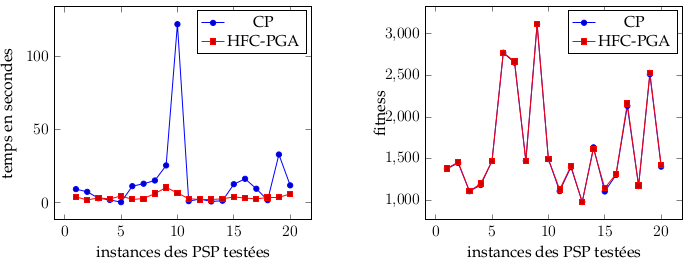 temps en secondes
100
50
0
0
5
10
15
20
instances des PSP testées
CP
HFC-PGA
fitness
3,000
2,500
2,000
1,500
1,000
0
5
10
15
20
instances des PSP testées
CP
HFC-PGA